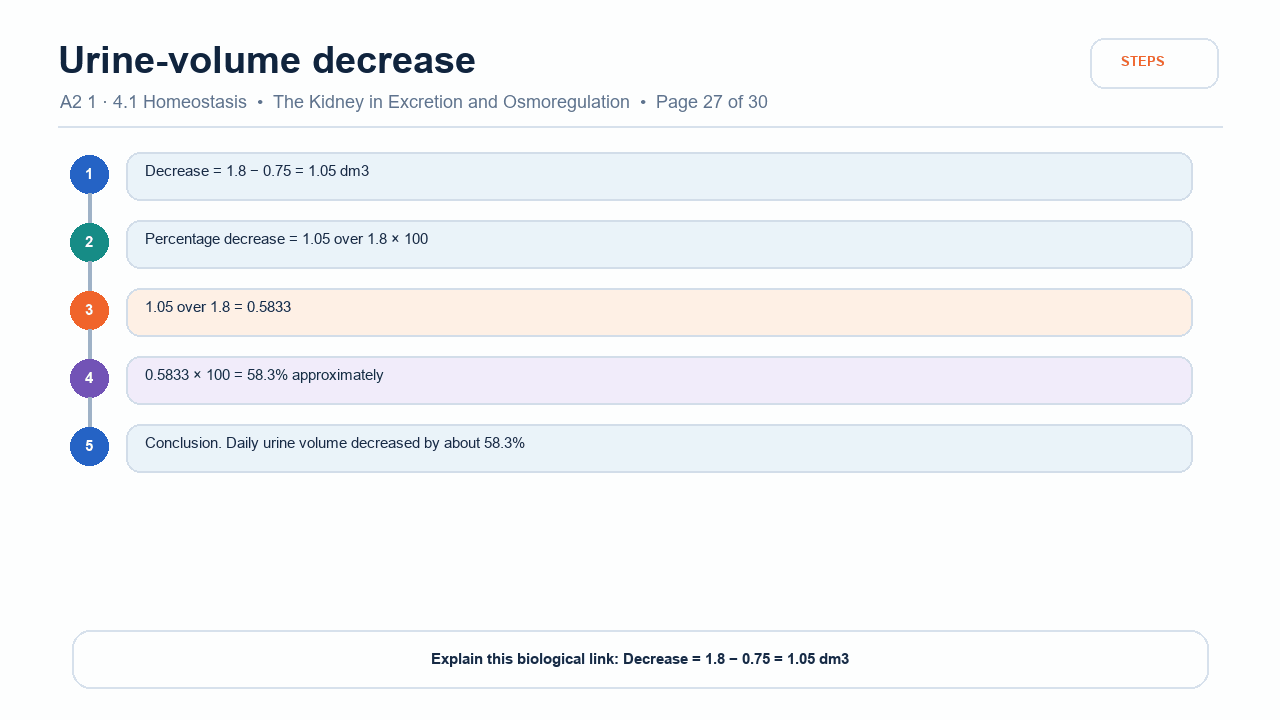 Urine-volume decrease
STEPS
A2 1 · 4.1 Homeostasis • The Kidney in Excretion and Osmoregulation • Page 27 of 30
1
Decrease = 1.8 − 0.75 = 1.05 dm3
2
Percentage decrease = 1.05 over 1.8 × 100
3
1.05 over 1.8 = 0.5833
4
0.5833 × 100 = 58.3% approximately
5
Conclusion. Daily urine volume decreased by about 58.3%
Explain this biological link: Decrease = 1.8 − 0.75 = 1.05 dm3